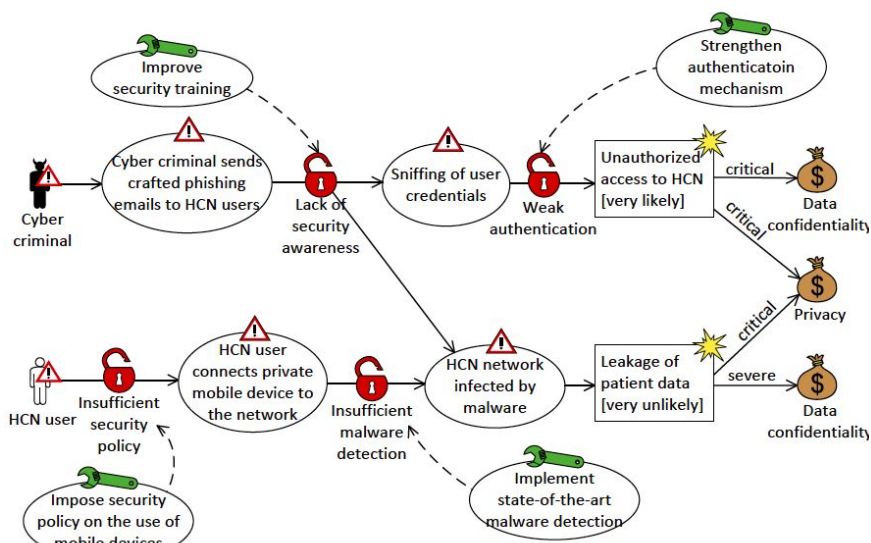 Improve
security training
Strengthen
authenticatoin
mechanism
Cyber criminal sends
crafted phishing
emails to HCN users
Sniffing of user
credentials
Unauthorized
access to HCN
[very likely]
critical
critical
Cyber
criminal
Lack of
security
awareness
Weak
authentication
Data
confidentiality
Privacy
HCN user
connects private
mobile device to
the network
HCN network
infected by
malware
Leakage of
patient data
[very unlikely]
critical
severe
HCN user
Insufficient
security
policy
Insufficient
malware
detection
Data
confidentiality
Impose security
policy on the use of
mobile devices
Implement
state-of-the-art
malware detection
$
$
$